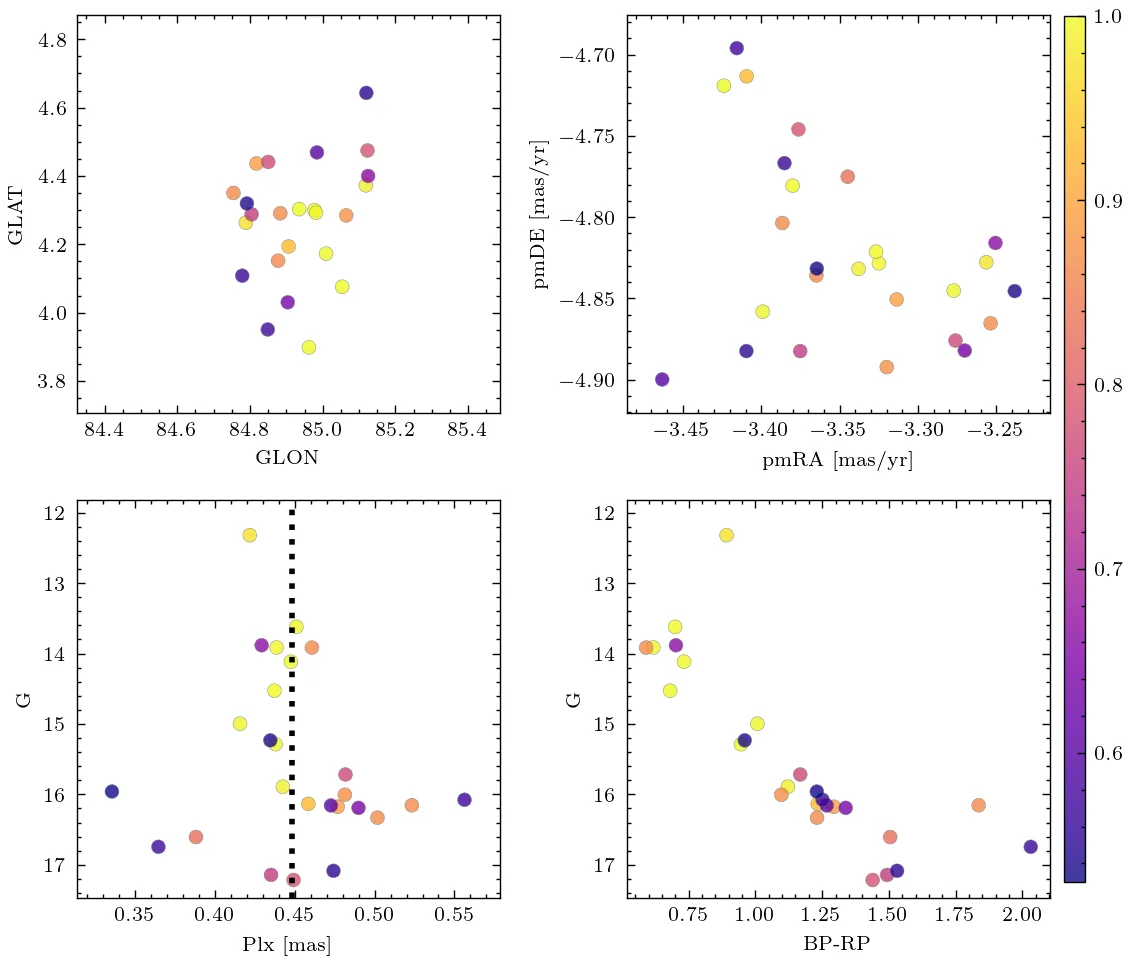 4.8
4.6
4.4
4.2
4.0
3.8
GLAT
84.4 84.6 84.8 85.0 85.2 85.4
GLON
−4.70
−4.75
−4.80
−4.85
−4.90
pmDE [mas/yr]
−3.45 −3.40 −3.35 −3.30 −3.25
pmRA [mas/yr]
1.0
0.9
0.8
0.7
0.6
12
13
14
15
16
17
G
0.35 0.40 0.45 0.50 0.55
Plx [mas]
12
13
14
15
16
17
G
0.75 1.00 1.25 1.50 1.75 2.00
BP-RP